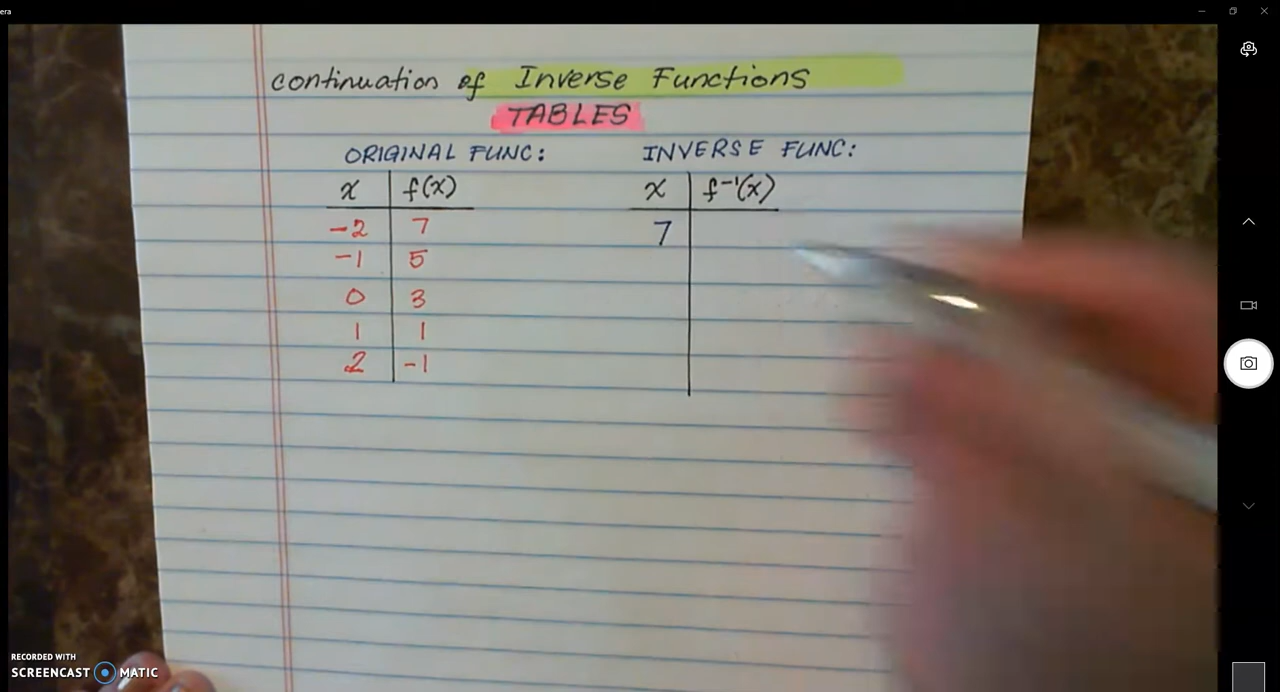 era
continuation of Inverse Functions
TABLES
ORIGINAL FUNC:
INVERSE FUNC:
x f(x)
x f⁻¹(x)
-2 7
7
-1 5
0 3
1 1
2 -1
RECORDED WITH
SCREENCAST MATIC